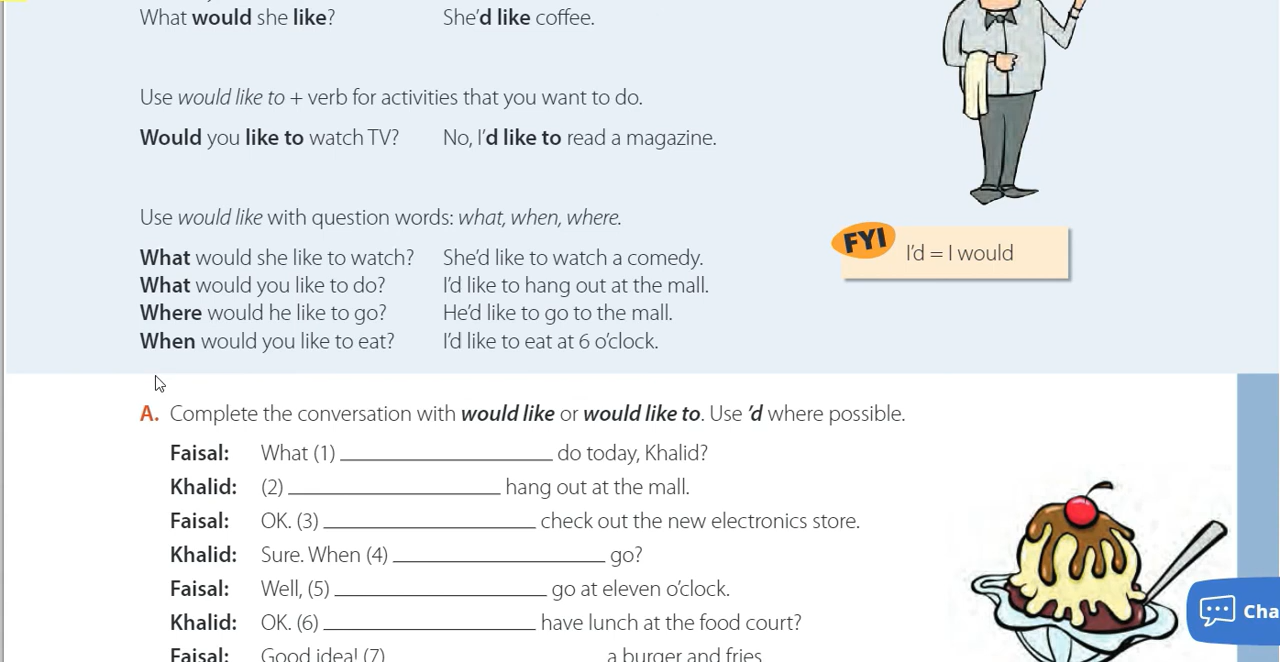 What would she like? She'd like coffee.
Use would like to + verb for activities that you want to do.
Would you like to watch TV? No, I'd like to read a magazine.
Use would like with question words: what, when, where.
What would she like to watch? She'd like to watch a comedy.
What would you like to do? I'd like to hang out at the mall.
Where would he like to go? He'd like to go to the mall.
When would you like to eat? I'd like to eat at 6 o'clock.
FYI I'd = I would
A. Complete the conversation with would like or would like to. Use 'd where possible.
Faisal: What (1) ____________________ do today, Khalid?
Khalid: (2) ____________________ hang out at the mall.
Faisal: OK. (3) ____________________ check out the new electronics store.
Khalid: Sure. When (4) ____________________ go?
Faisal: Well, (5) ____________________ go at eleven o'clock.
Khalid: OK. (6) ____________________ have lunch at the food court?
Faisal: Good idea! (7) ____________________ a burger and fries